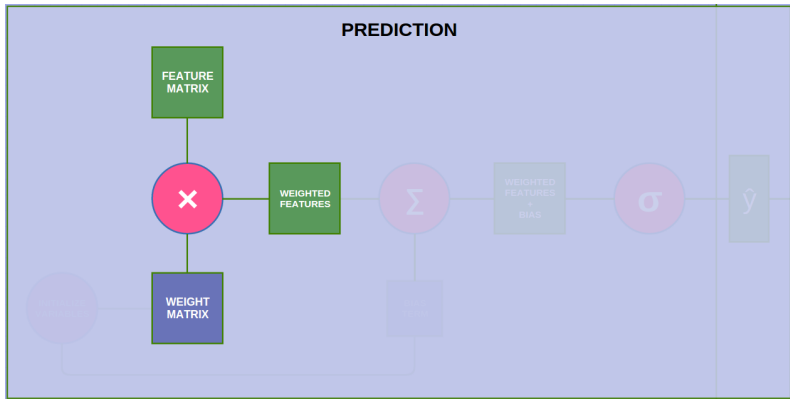 PREDICTION
FEATURE
MATRIX
×
WEIGHTED
FEATURES
Σ
WEIGHTED
FEATURES
+
BIAS
σ
ŷ
WEIGHT
MATRIX